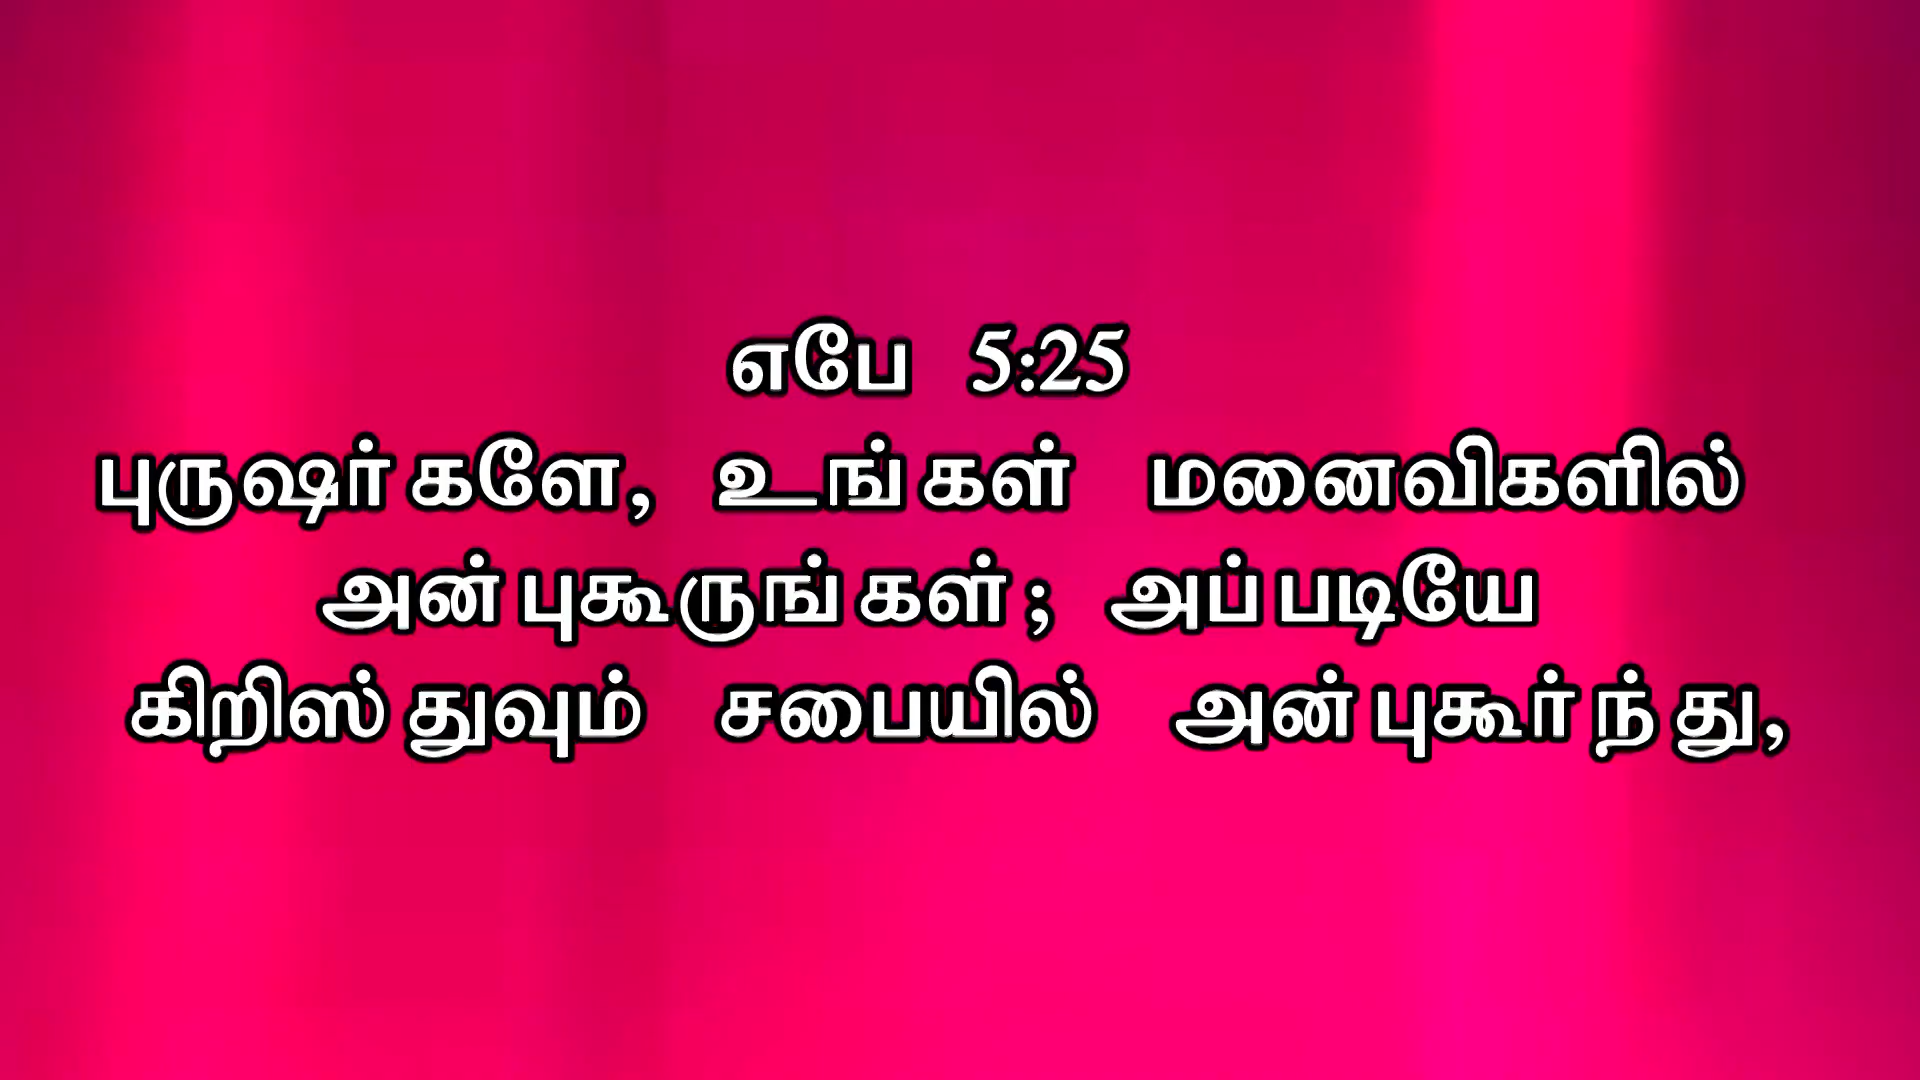 எபே 5:25
புருஷர்களே, உங்கள் மனைவிகளில்
அன்புகூருங்கள்; அப்படியே
கிறிஸ்துவும் சபையில் அன்புகூர்ந்து,